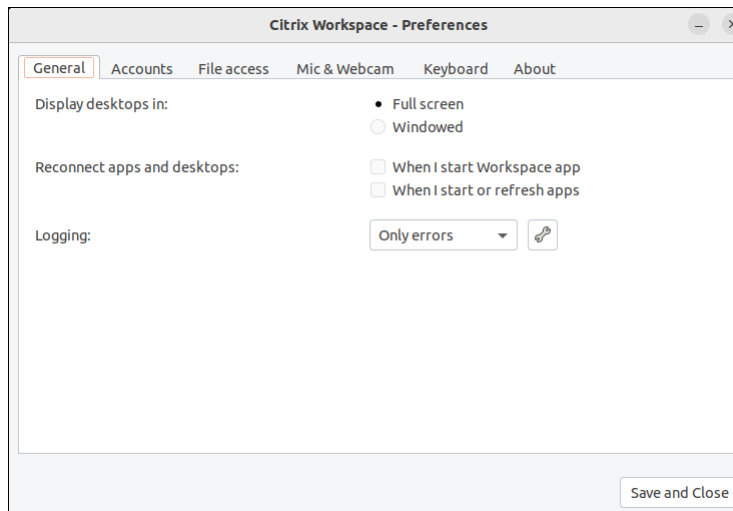 Citrix Workspace - Preferences
General Accounts File access Mic & Webcam Keyboard About
Display desktops in: Full screen
Windowed
Reconnect apps and desktops: When I start Workspace app
When I start or refresh apps
Logging: Only errors
Save and Close